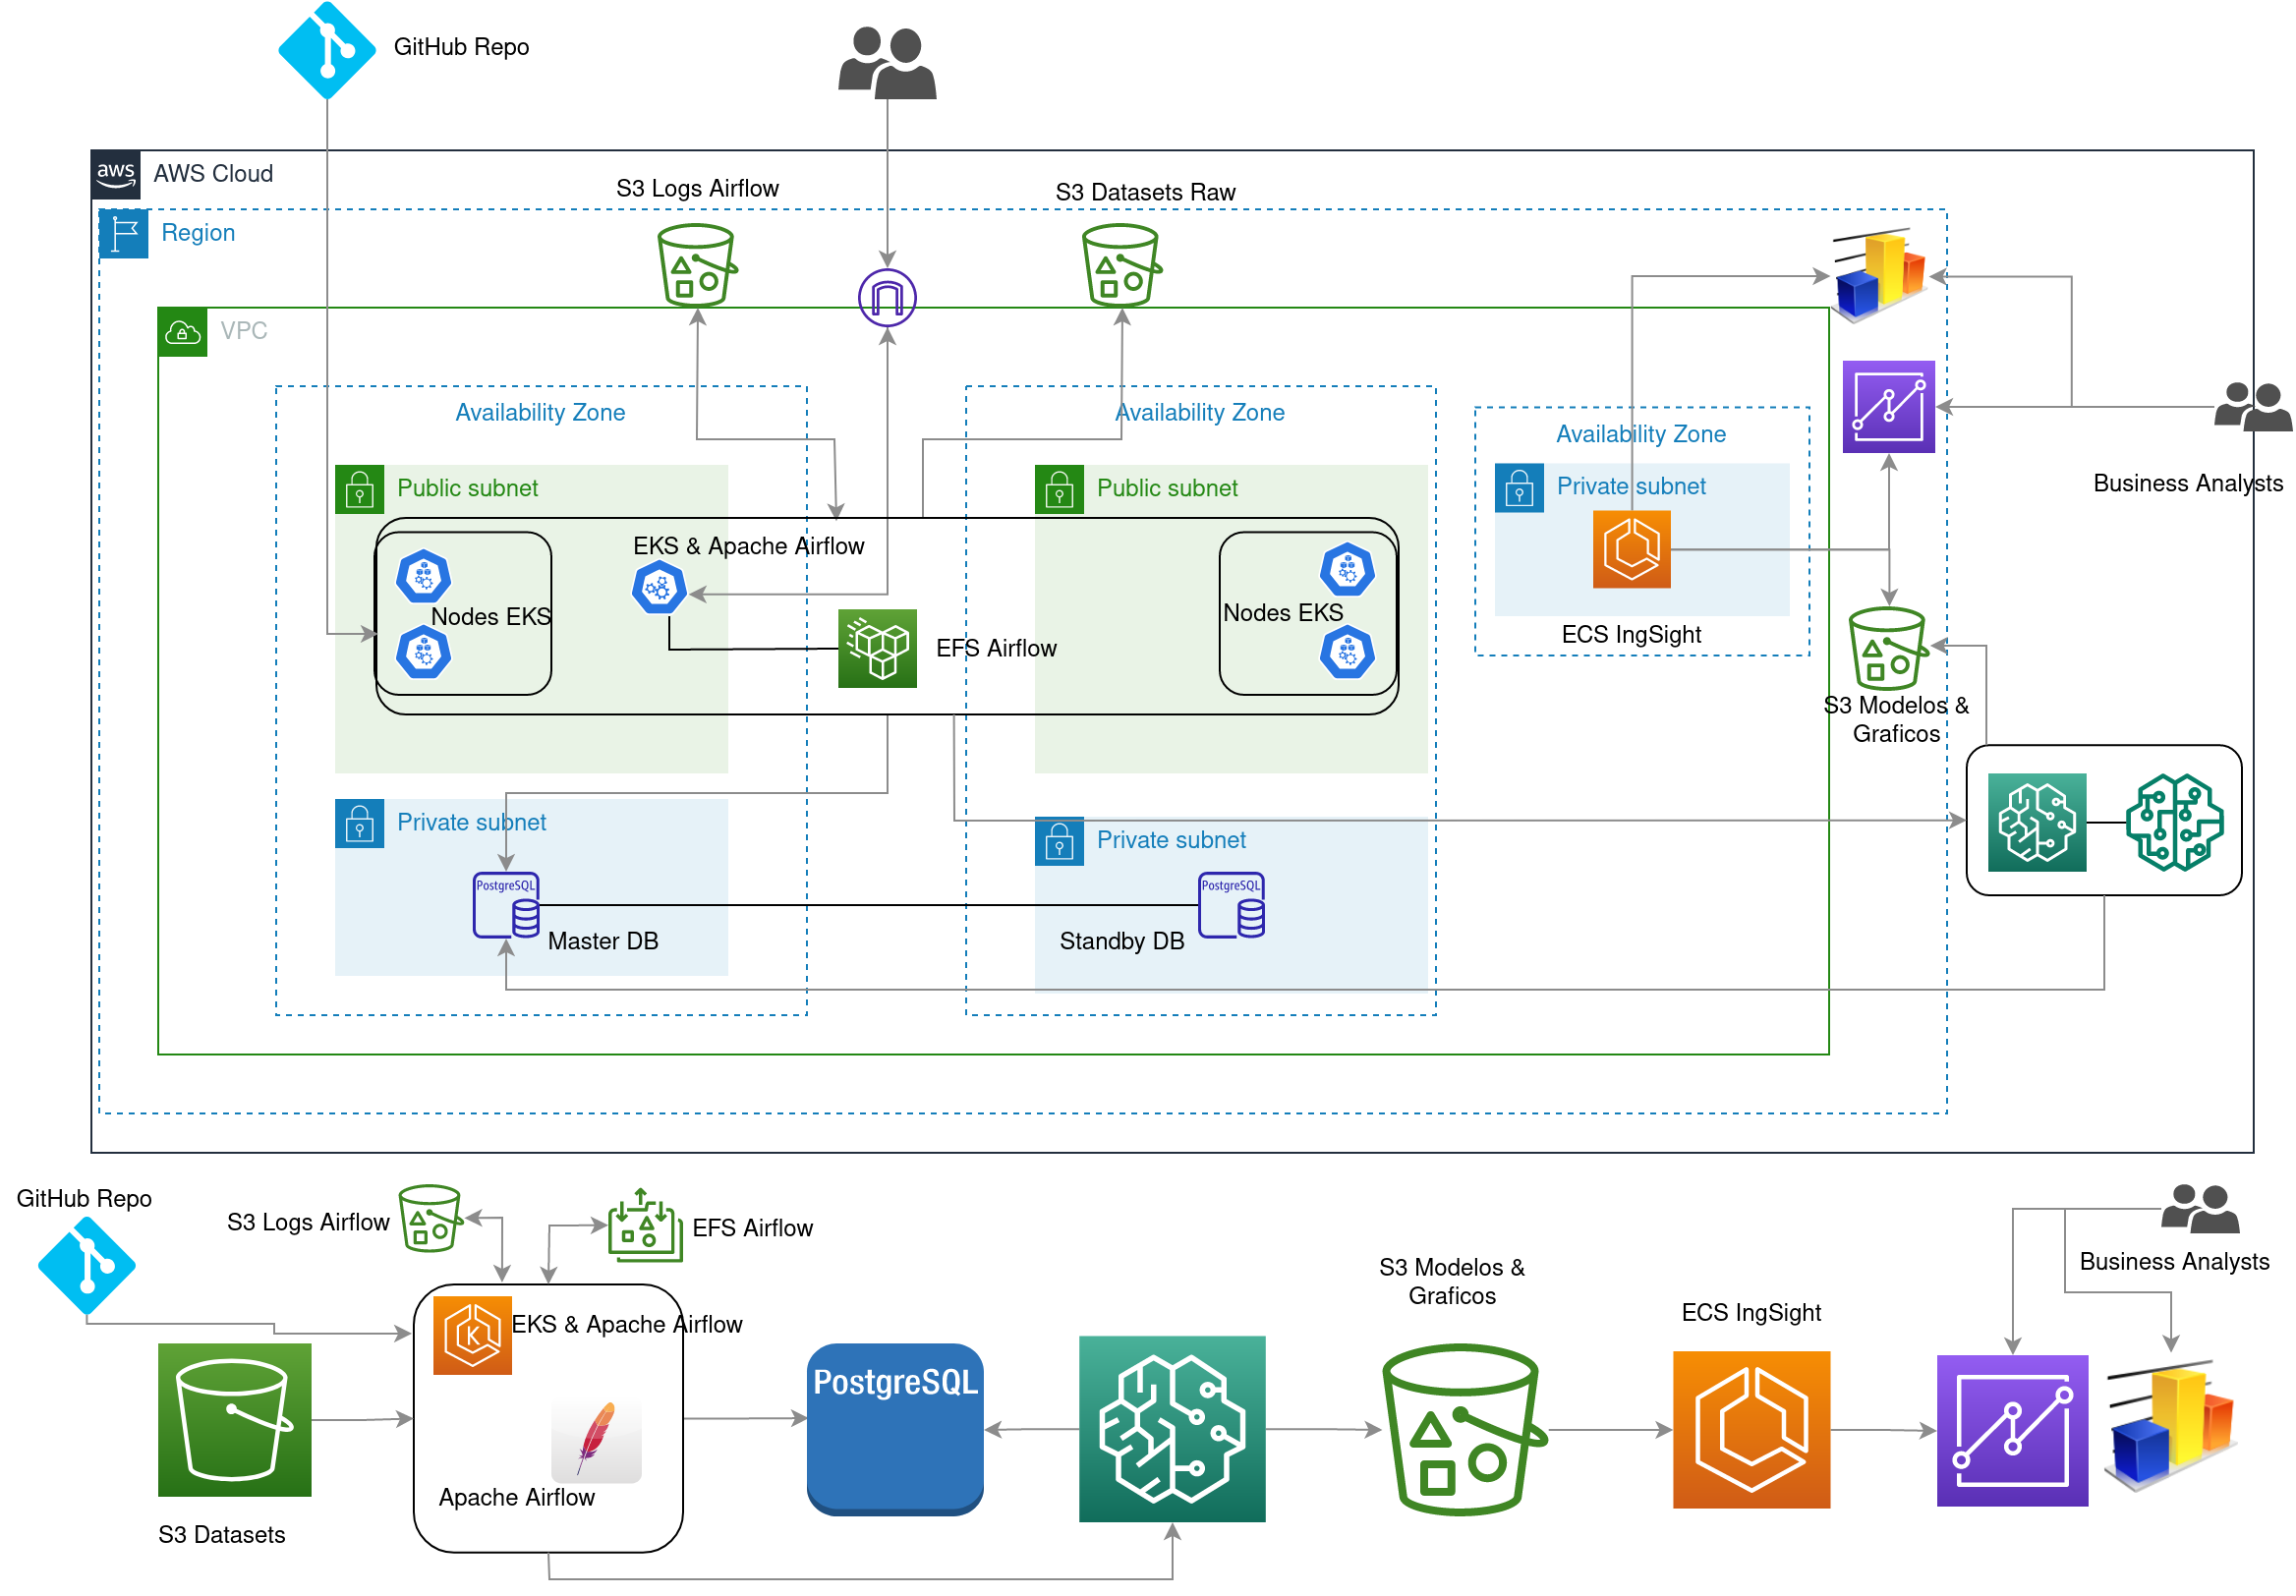 GitHub Repo
aws
AWS Cloud
S3 Logs Airflow
S3 Datasets Raw
Region
VPC
Availability Zone
Availability Zone
Availability Zone
Public subnet
Public subnet
Private subnet
Business Analysts
EKS & Apache Airflow
Nodes EKS
Nodes EKS
EFS Airflow
ECS IngSight
S3 Modelos &
Graficos
Private subnet
Private subnet
PostgreSQL
PostgreSQL
Master DB
Standby DB
GitHub Repo
S3 Logs Airflow
EFS Airflow
Business Analysts
S3 Modelos &
Graficos
ECS IngSight
K
EKS & Apache Airflow
PostgreSQL
Apache Airflow
S3 Datasets